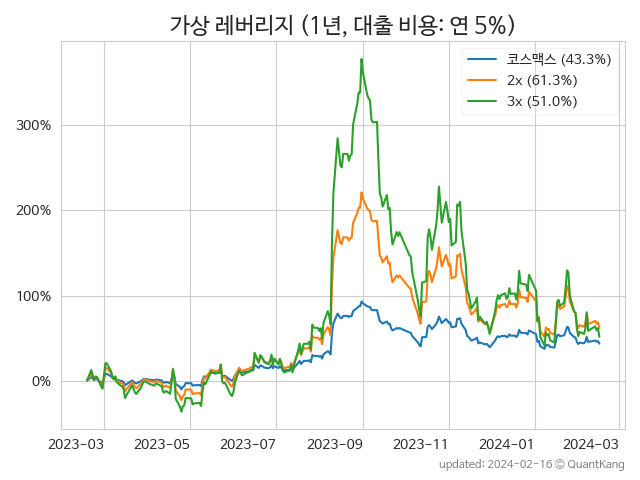 가상 레버리지 (1년, 대출 비용: 연 5%)
코스맥스 (43.3%)
2x (61.3%)
3x (51.0%)
300%
200%
100%
0%
2023-03 2023-05 2023-07 2023-09 2023-11 2024-01 2024-03
updated: 2024-02-16 © QuantKang